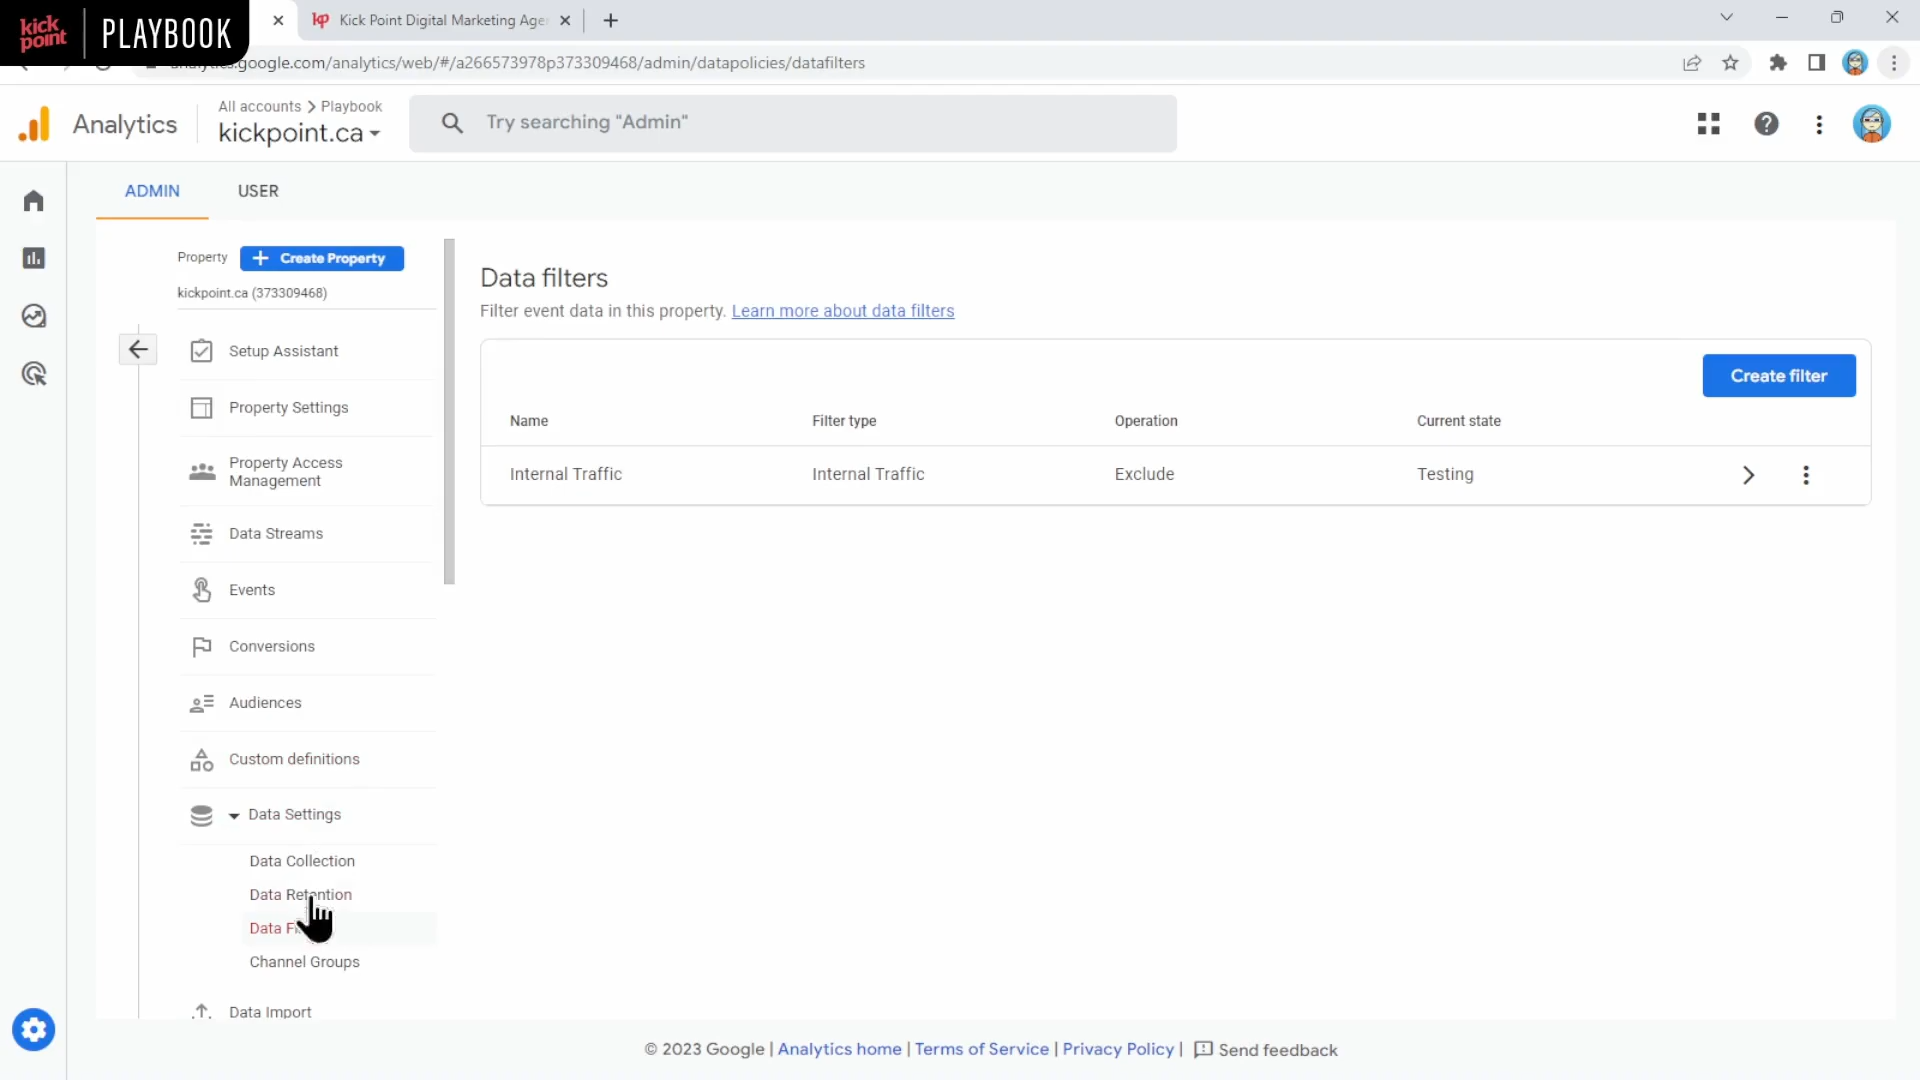 kick point PLAYBOOK
Kick Point Digital Marketing Age
analytics.google.com/analytics/web/#/a266573978p373309468/admin/datapolicies/datafilters
Analytics
All accounts > Playbook
kickpoint.ca
Try searching "Admin"
ADMIN
USER
Property
Create Property
kickpoint.ca (373309468)
Setup Assistant
Property Settings
Property Access
Management
Data Streams
Events
Conversions
Audiences
Custom definitions
Data Settings
Data Collection
Data Retention
Data F
Channel Groups
Data Import
Data filters
Filter event data in this property. Learn more about data filters
Create filter
Name Filter type Operation Current state
Internal Traffic Internal Traffic Exclude Testing
© 2023 Google | Analytics home | Terms of Service | Privacy Policy | Send feedback